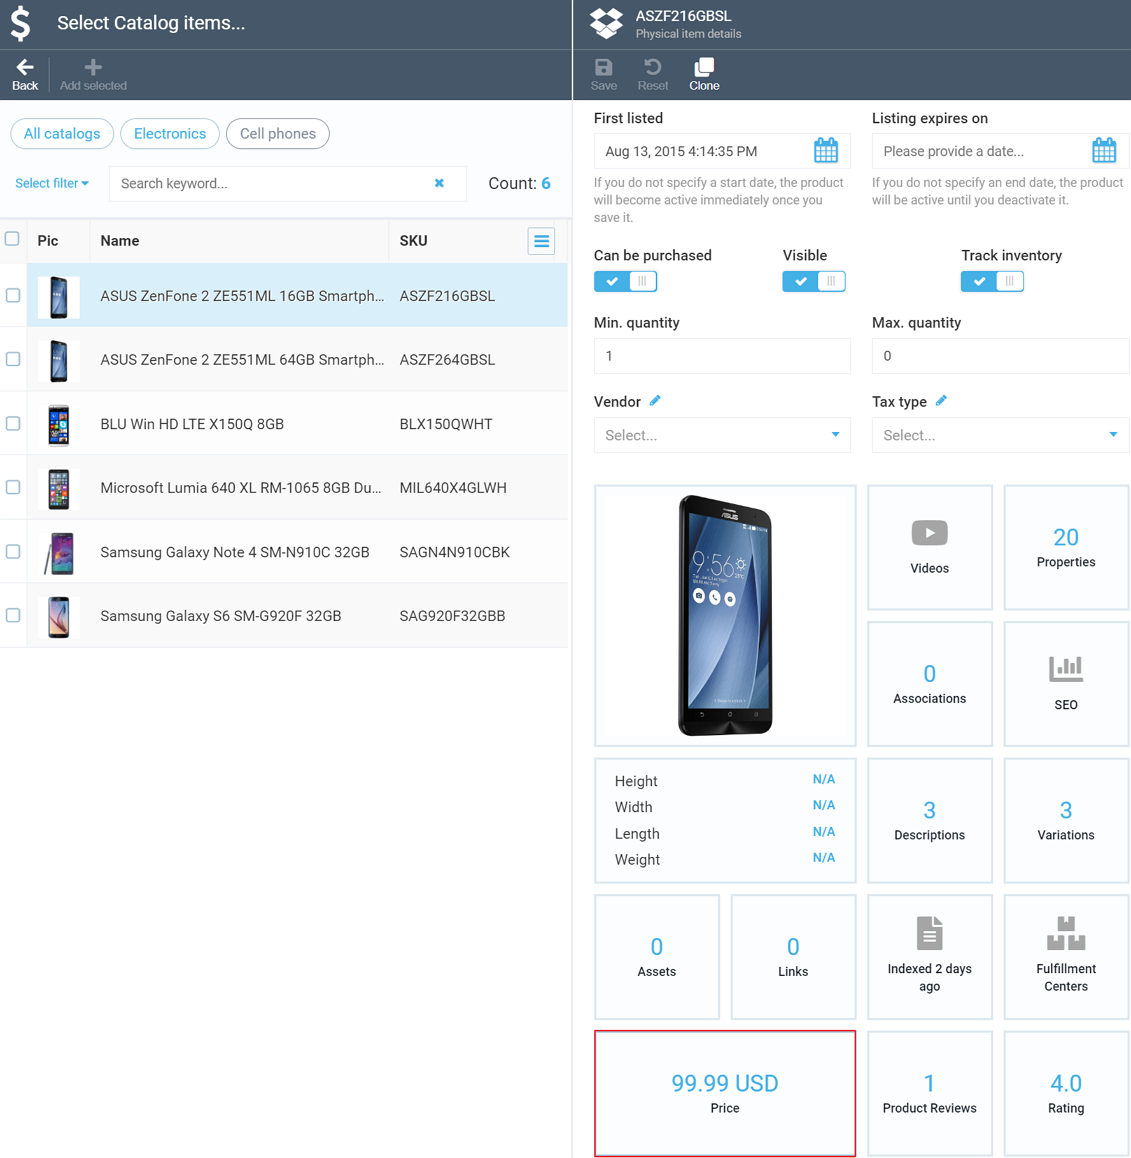 Select Catalog items...
Back
Add selected
All catalogs
Electronics
Cell phones
Select filter
Search keyword...
Count: 6
Pic
Name
SKU
ASUS ZenFone 2 ZE551ML 16GB Smartph...
ASZF216GBSL
ASUS ZenFone 2 ZE551ML 64GB Smartph...
ASZF264GBSL
BLU Win HD LTE X150Q 8GB
BLX150QWHT
Microsoft Lumia 640 XL RM-1065 8GB Du...
MIL640X4GLWH
Samsung Galaxy Note 4 SM-N910C 32GB
SAGN4N910CBK
Samsung Galaxy S6 SM-G920F 32GB
SAG920F32GBB
ASZF216GBSL
Physical item details
Save
Reset
Clone
First listed
Aug 13, 2015 4:14:35 PM
If you do not specify a start date, the product
will become active immediately once you
save it.
Listing expires on
Please provide a date...
If you do not specify an end date, the product
will be active until you deactivate it.
Can be purchased
Visible
Track inventory
Min. quantity
1
Max. quantity
0
Vendor
Select...
Tax type
Select...
ASUS
9:56
Videos
20
Properties
0
Associations
SEO
Height N/A
Width N/A
Length N/A
Weight N/A
3
Descriptions
3
Variations
0
Assets
0
Links
Indexed 2 days
ago
Fulfillment
Centers
99.99 USD
Price
1
Product Reviews
4.0
Rating